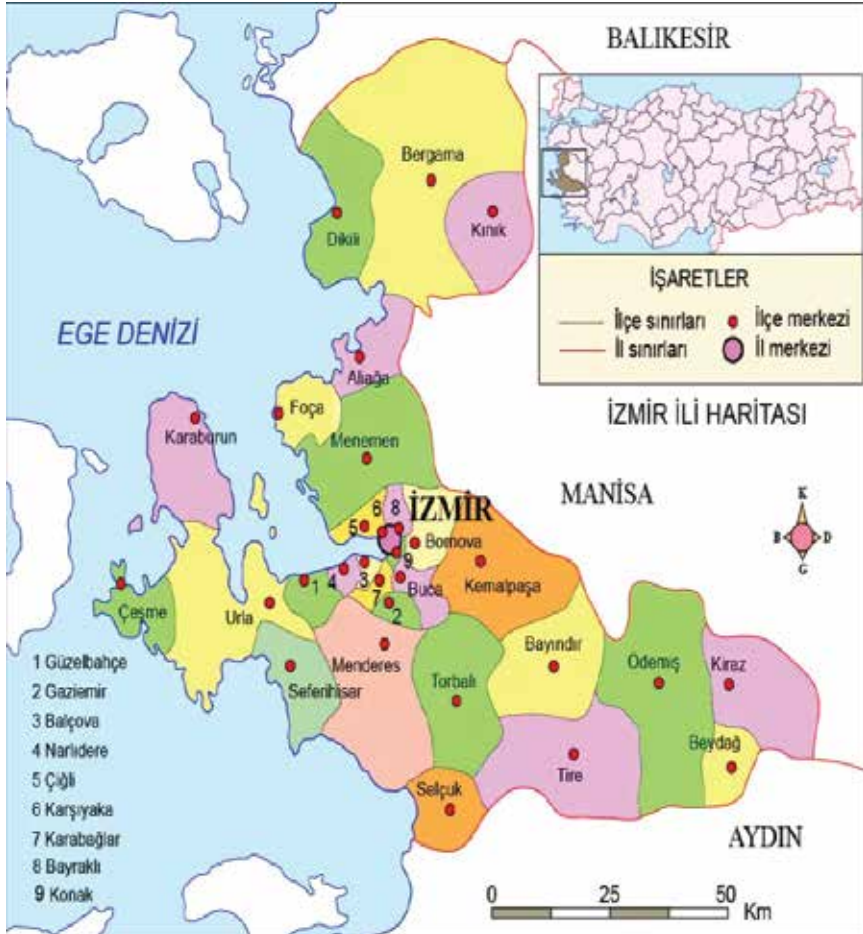 BALIKESİR
Bergama
Kınık
Dikili
İŞARETLER
İlçe sınırları
İlçe merkezi
İl sınırları
İl merkezi
EGE DENİZİ
Aliağa
Foça
Karaburun
Menemen
İZMİR İLİ HARİTASI
MANİSA
K
B
D
G
6
8
İZMİR
5
Bornova
9
Kemalpaşa
1
4
3
7
Buca
2
Çeşme
Urla
Seferihisar
Menderes
Torbalı
Bayındır
Ödemiş
Kiraz
Beydağ
Tire
Selçuk
AYDIN
1 Güzelbahçe
2 Gaziemir
3 Balçova
4 Narlıdere
5 Çiğli
6 Karşıyaka
7 Karabağlar
8 Bayraklı
9 Konak
0 25 50
Km